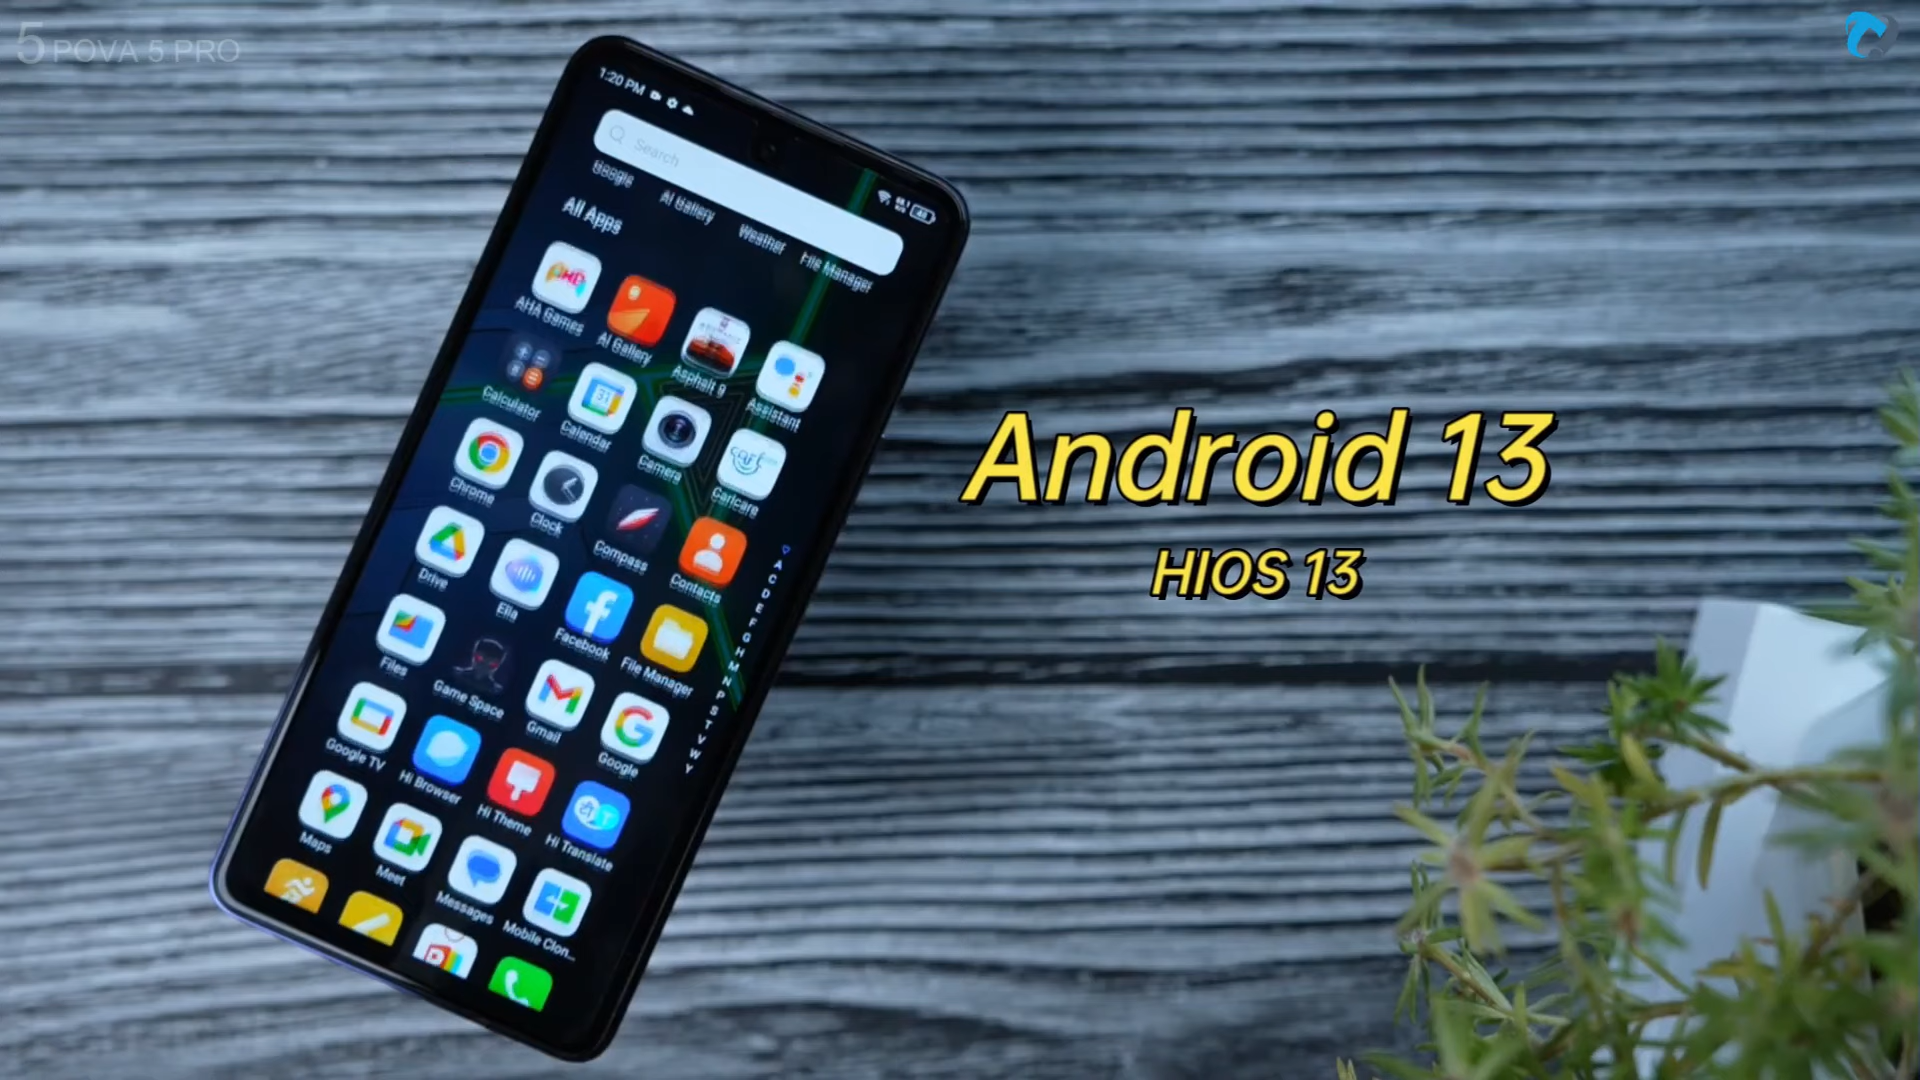 5 POVA 5 PRO
1:20 PM
Search
Google
AI Gallery
Weather
File Manager
All Apps
AHA Games
AI Gallery
Asphalt 9
Assistant
Calculator
Calendar
Camera
Caricare
Chrome
Clock
Compass
Contacts
Drive
Ella
Facebook
File Manager
Files
Game Space
Gmail
Google
Google TV
Hi Browser
Hi Theme
Hi Translate
Maps
Meet
Messages
Mobile Clon...
A
C
D
E
F
G
H
M
N
P
S
T
V
W
Y
Android 13
HIOS 13